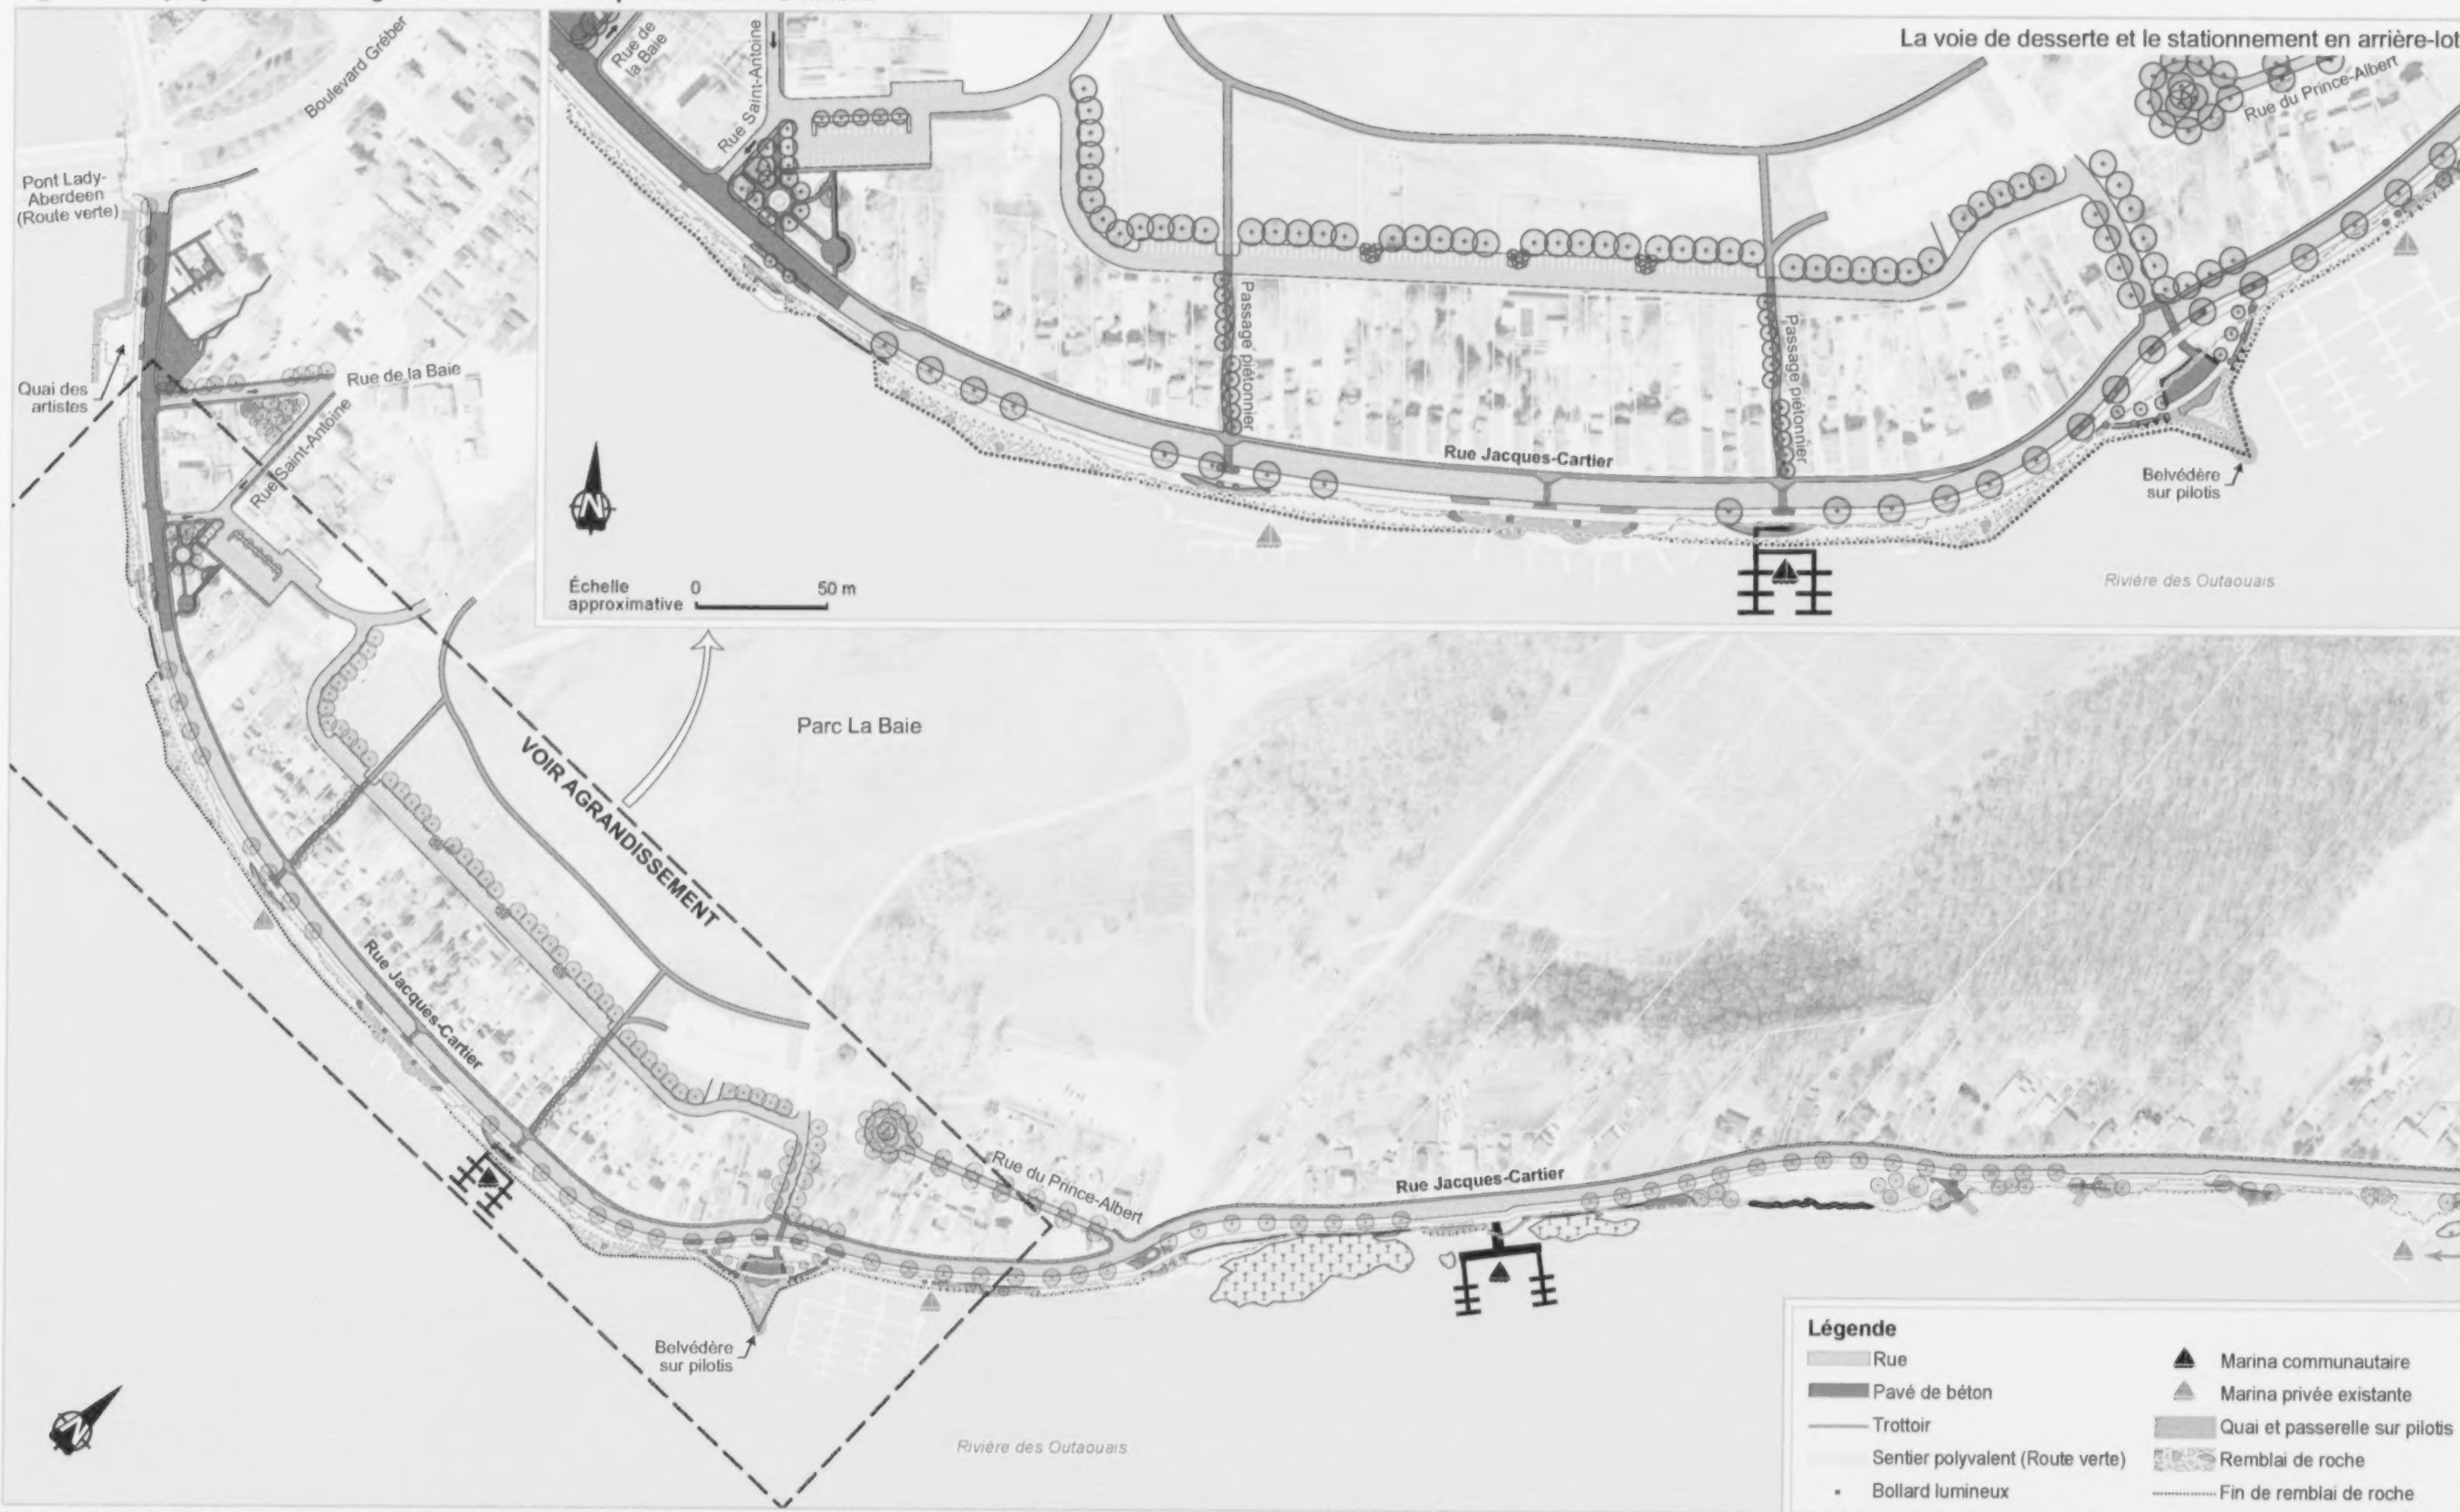 La voie de desserte et le stationnement en arrière-lot
Rue de
la Baie
Rue Saint-Antoine
Rue Saint-Antoine
Rue du Prince-Albert
Passage piétonnier
Passage piétonnier
Rue Jacques-Cartier
Belvédère
sur pilotis
Rivière des Outaouais
N
Échelle
approximative
0
50 m
Boulevard Gréber
Pont Lady-
Aberdeen
(Route verte)
Quai des
artistes
Rue de la Baie
Rue Saint-Antoine
Parc La Baie
VOIR AGRANDISSEMENT
Rue Jacques-Cartier
Rue du Prince-Albert
Rue Jacques-Cartier
Belvédère
sur pilotis
N
Rivière des Outaouais
Légende
Rue
Pavé de béton
Trottoir
Sentier polyvalent (Route verte)
Bollard lumineux
Marina communautaire
Marina privée existante
Quai et passerelle sur pilotis
Remblai de roche
Fin de remblai de roche